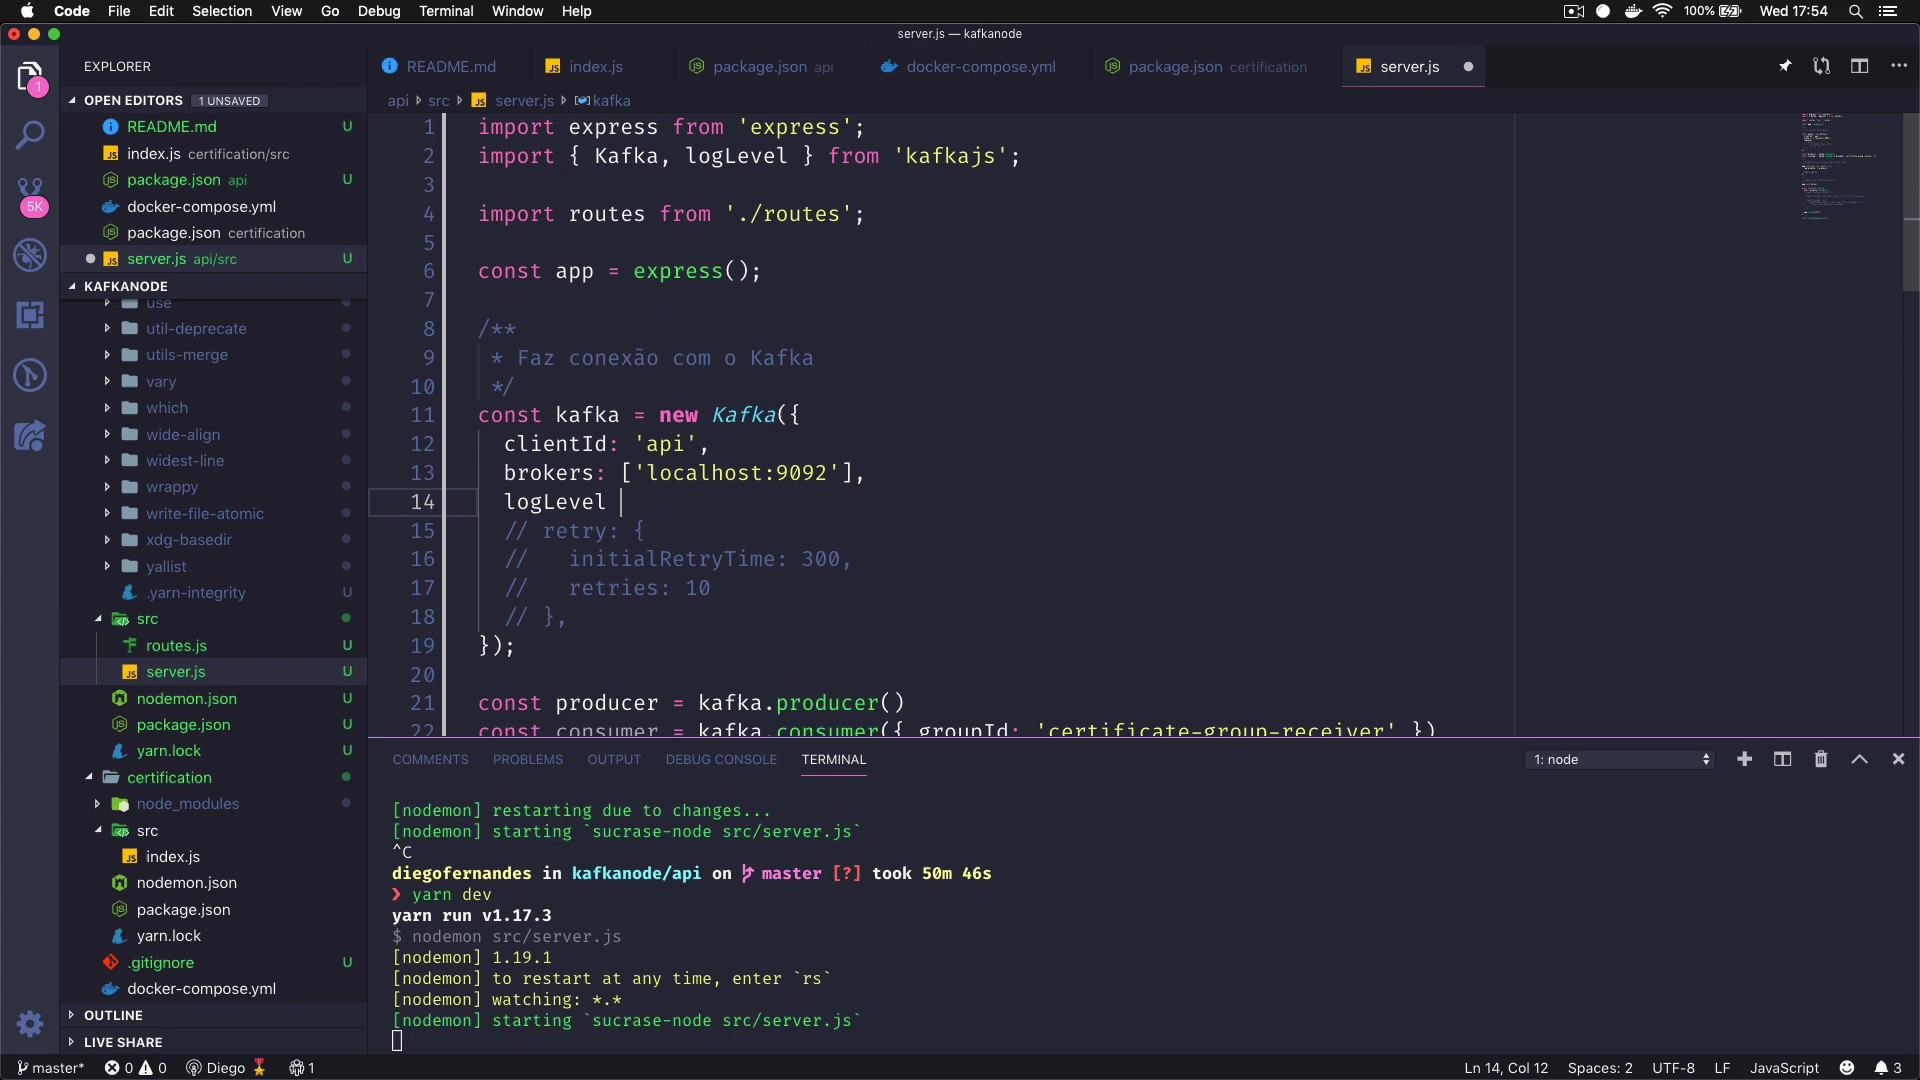 Code File Edit Selection View Go Debug Terminal Window Help 100% Wed 17:54
server.js — kafkanode
EXPLORER
OPEN EDITORS 1 UNSAVED
README.md U
index.js certification/src
package.json api U
docker-compose.yml
package.json certification
server.js api/src U
KAFKANODE
use
util-deprecate
utils-merge
vary
which
wide-align
widest-line
wrappy
write-file-atomic
xdg-basedir
yallist
.yarn-integrity U
src
routes.js U
server.js U
nodemon.json U
package.json U
yarn.lock U
certification
node_modules
src
index.js
nodemon.json
package.json
yarn.lock
.gitignore U
docker-compose.yml
OUTLINE
LIVE SHARE
1
5K
README.md index.js package.json api docker-compose.yml package.json certification server.js
api src server.js kafka
1 import express from 'express';
2 import { Kafka, logLevel } from 'kafkajs';
3
4 import routes from './routes';
5
6 const app = express();
7
8 /**
9 * Faz conexão com o Kafka
10 */
11 const kafka = new Kafka({
12 clientId: 'api',
13 brokers: ['localhost:9092'],
14 logLevel
15 // retry: {
16 // initialRetryTime: 300,
17 // retries: 10
18 // },
19 });
20
21 const producer = kafka.producer()
22 const consumer = kafka.consumer({ groupId: 'certificate-group-receiver' })
COMMENTS PROBLEMS OUTPUT DEBUG CONSOLE TERMINAL 1: node
[nodemon] restarting due to changes...
[nodemon] starting `sucrase-node src/server.js`
^C
diegofernandes in kafkanode/api on master [?] took 50m 46s
❯ yarn dev
yarn run v1.17.3
$ nodemon src/server.js
[nodemon] 1.19.1
[nodemon] to restart at any time, enter `rs`
[nodemon] watching: *.*
[nodemon] starting `sucrase-node src/server.js`
master* 0 0 Diego 1 Ln 14, Col 12 Spaces: 2 UTF-8 LF JavaScript 3